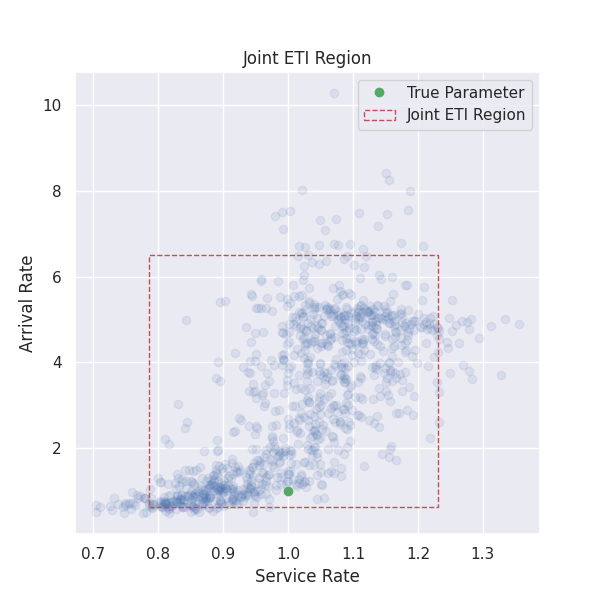 Joint ETI Region
True Parameter
Joint ETI Region
10
8
6
4
2
Arrival Rate
0.7 0.8 0.9 1.0 1.1 1.2 1.3
Service Rate